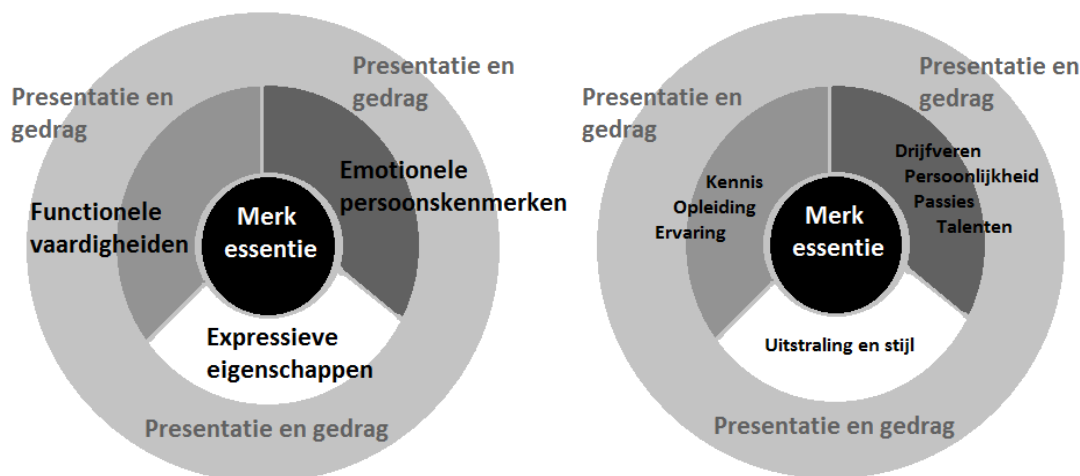 Presentatie en
gedrag
Presentatie en
gedrag
Emotionele
persoonskenmerken
Functionele
vaardigheiden
Merk
essentie
Expressieve
eigenschappen
Presentatie en gedrag
Presentatie en
gedrag
Presentatie en
gedrag
Drijfveren
Persoonlijkheid
Passies
Talenten
Kennis
Opleiding
Ervaring
Merk
essentie
Uitstraling en stijl
Presentatie en gedrag